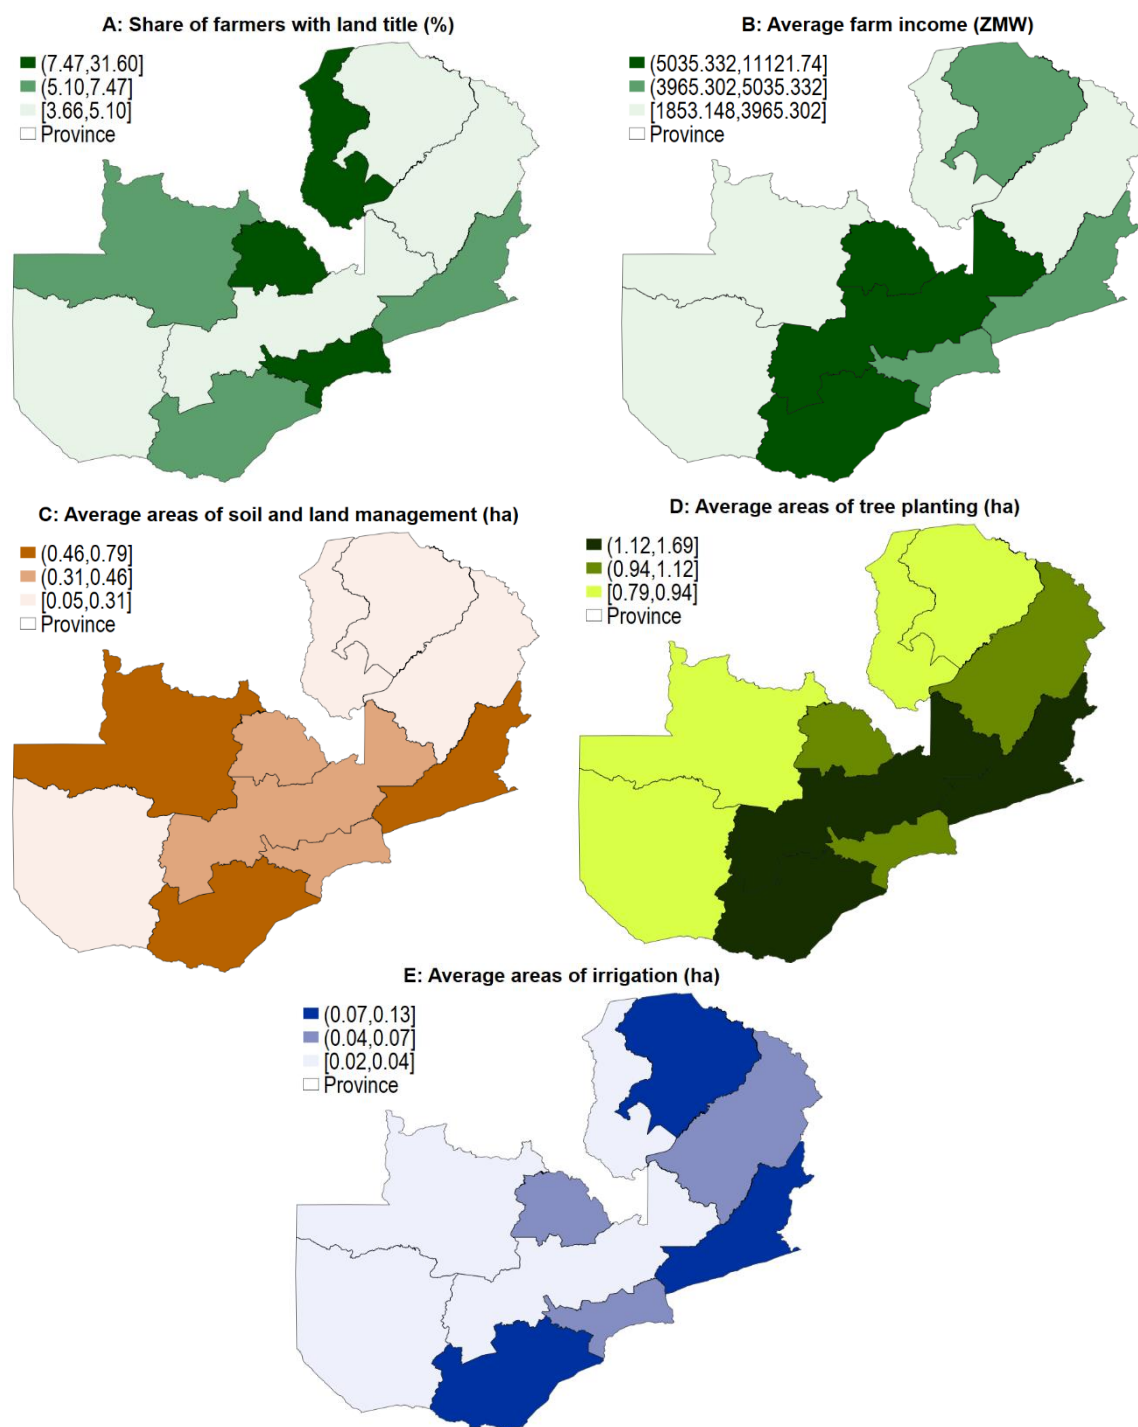 A: Share of farmers with land title (%)
(7.47,31.60]
(5.10,7.47]
[3.66,5.10]
Province
B: Average farm income (ZMW)
(5035.332,11121.74]
(3965.302,5035.332]
[1853.148,3965.302]
Province
C: Average areas of soil and land management (ha)
(0.46,0.79]
(0.31,0.46]
[0.05,0.31]
Province
D: Average areas of tree planting (ha)
(1.12,1.69]
(0.94,1.12]
[0.79,0.94]
Province
E: Average areas of irrigation (ha)
(0.07,0.13]
(0.04,0.07]
[0.02,0.04]
Province